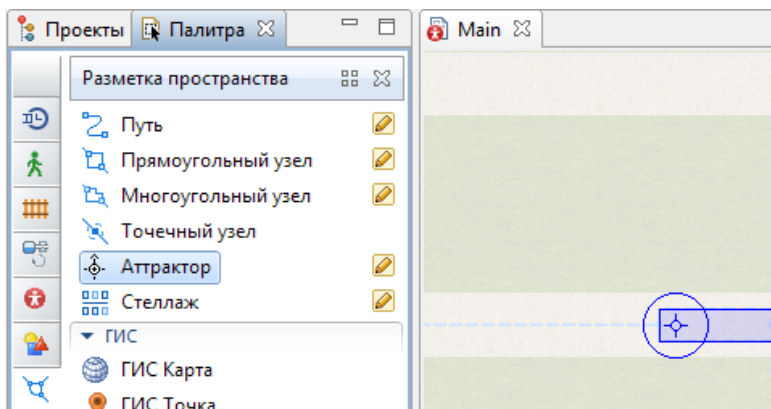 Проекты Палитра Main
Разметка пространства
Путь
Прямоугольный узел
Многоугольный узел
Точечный узел
Аттрактор
Стеллаж
ГИС
ГИС Карта
ГИС Точка